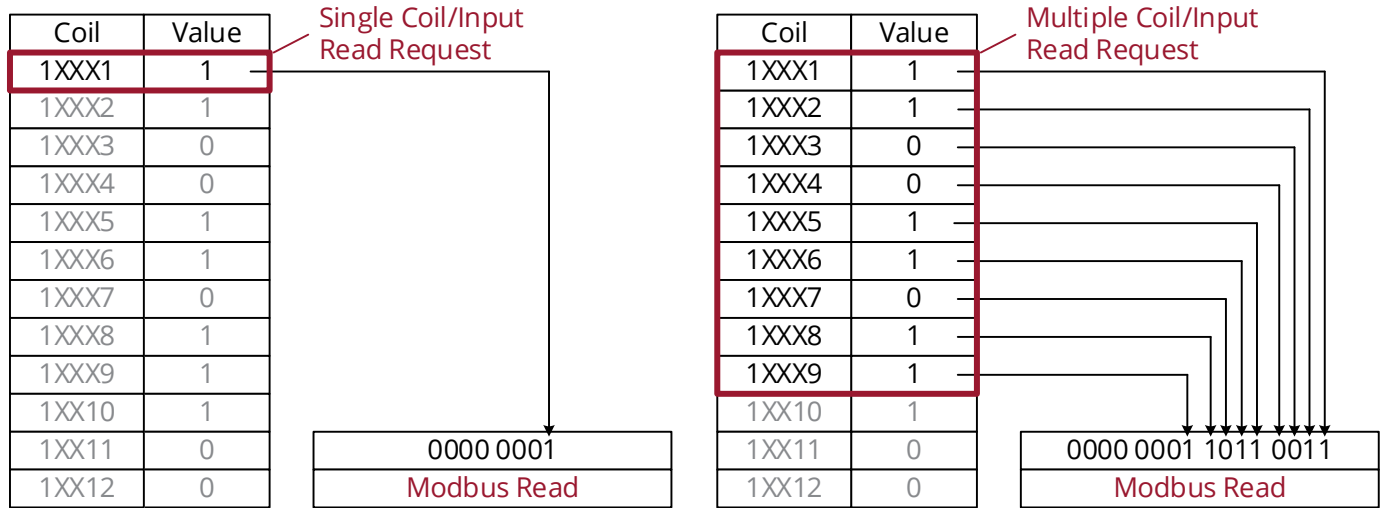 Coil Value
1XXX1 1
1XXX2 1
1XXX3 0
1XXX4 0
1XXX5 1
1XXX6 1
1XXX7 0
1XXX8 1
1XXX9 1
1XX10 1
1XX11 0
1XX12 0
Single Coil/Input
Read Request
0000 0001
Modbus Read
Coil Value
1XXX1 1
1XXX2 1
1XXX3 0
1XXX4 0
1XXX5 1
1XXX6 1
1XXX7 0
1XXX8 1
1XXX9 1
1XX10 1
1XX11 0
1XX12 0
Multiple Coil/Input
Read Request
0000 0001 1011 0011
Modbus Read